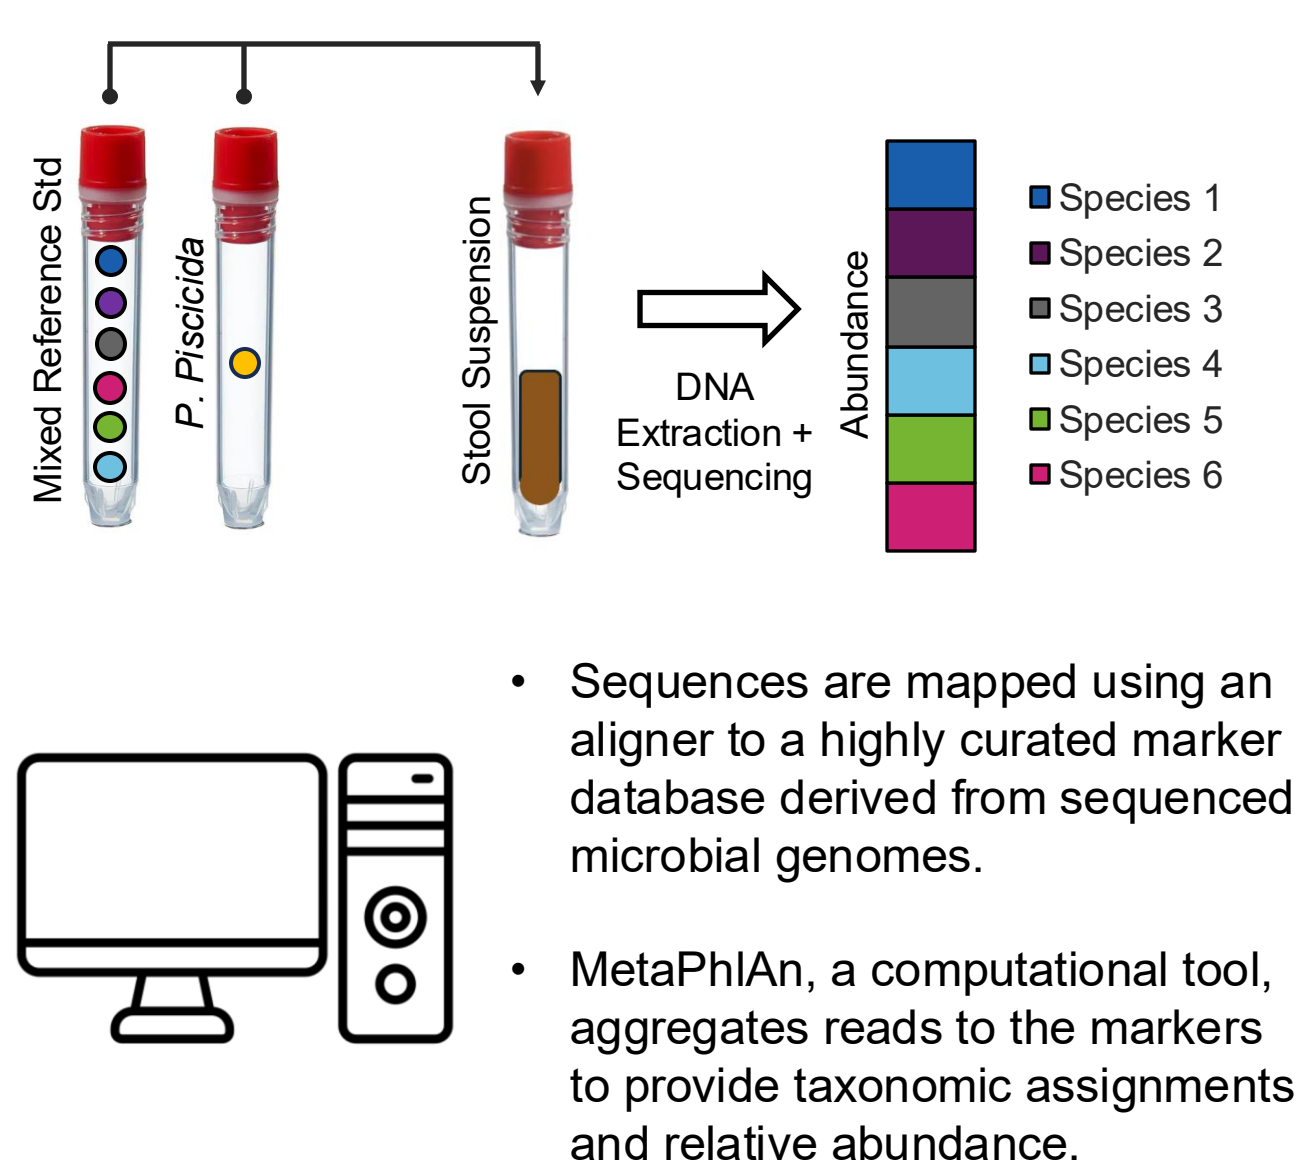 Mixed Reference Std
P. Piscicida
Stool Suspension
DNA
Extraction +
Sequencing
Abundance
Species 1
Species 2
Species 3
Species 4
Species 5
Species 6
• Sequences are mapped using an
aligner to a highly curated marker
database derived from sequenced
microbial genomes.
• MetaPhlAn, a computational tool,
aggregates reads to the markers
to provide taxonomic assignments
and relative abundance.